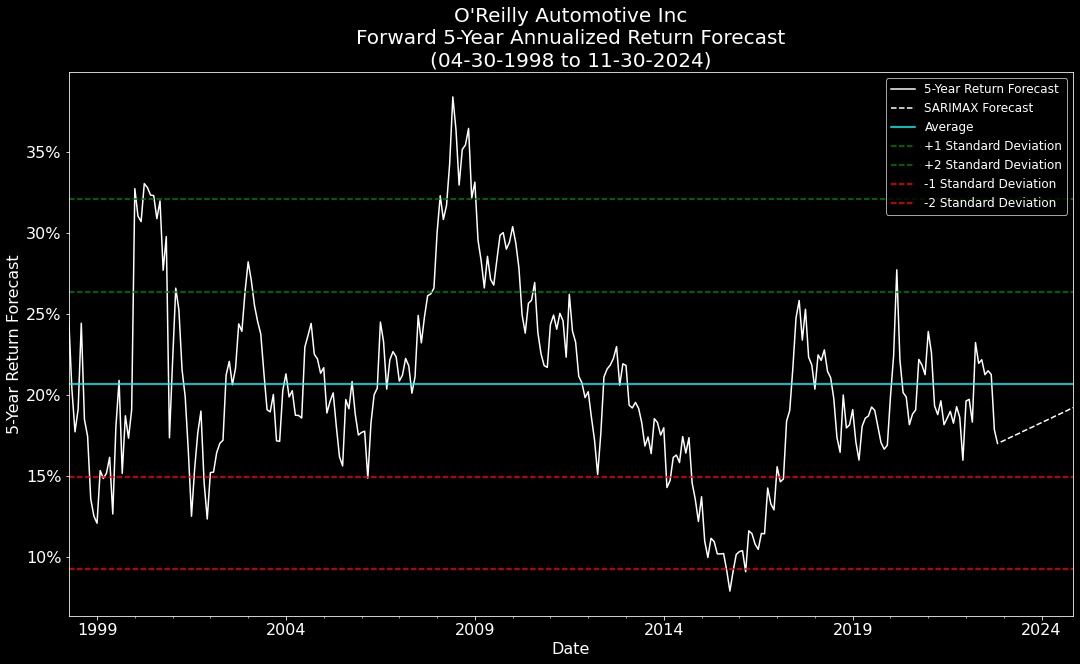 O'Reilly Automotive Inc
Forward 5-Year Annualized Return Forecast
(04-30-1998 to 11-30-2024)
5-Year Return Forecast
SARIMAX Forecast
Average
+1 Standard Deviation
+2 Standard Deviation
-1 Standard Deviation
-2 Standard Deviation
5-Year Return Forecast
35%
30%
25%
20%
15%
10%
1999
2004
2009
2014
2019
2024
Date